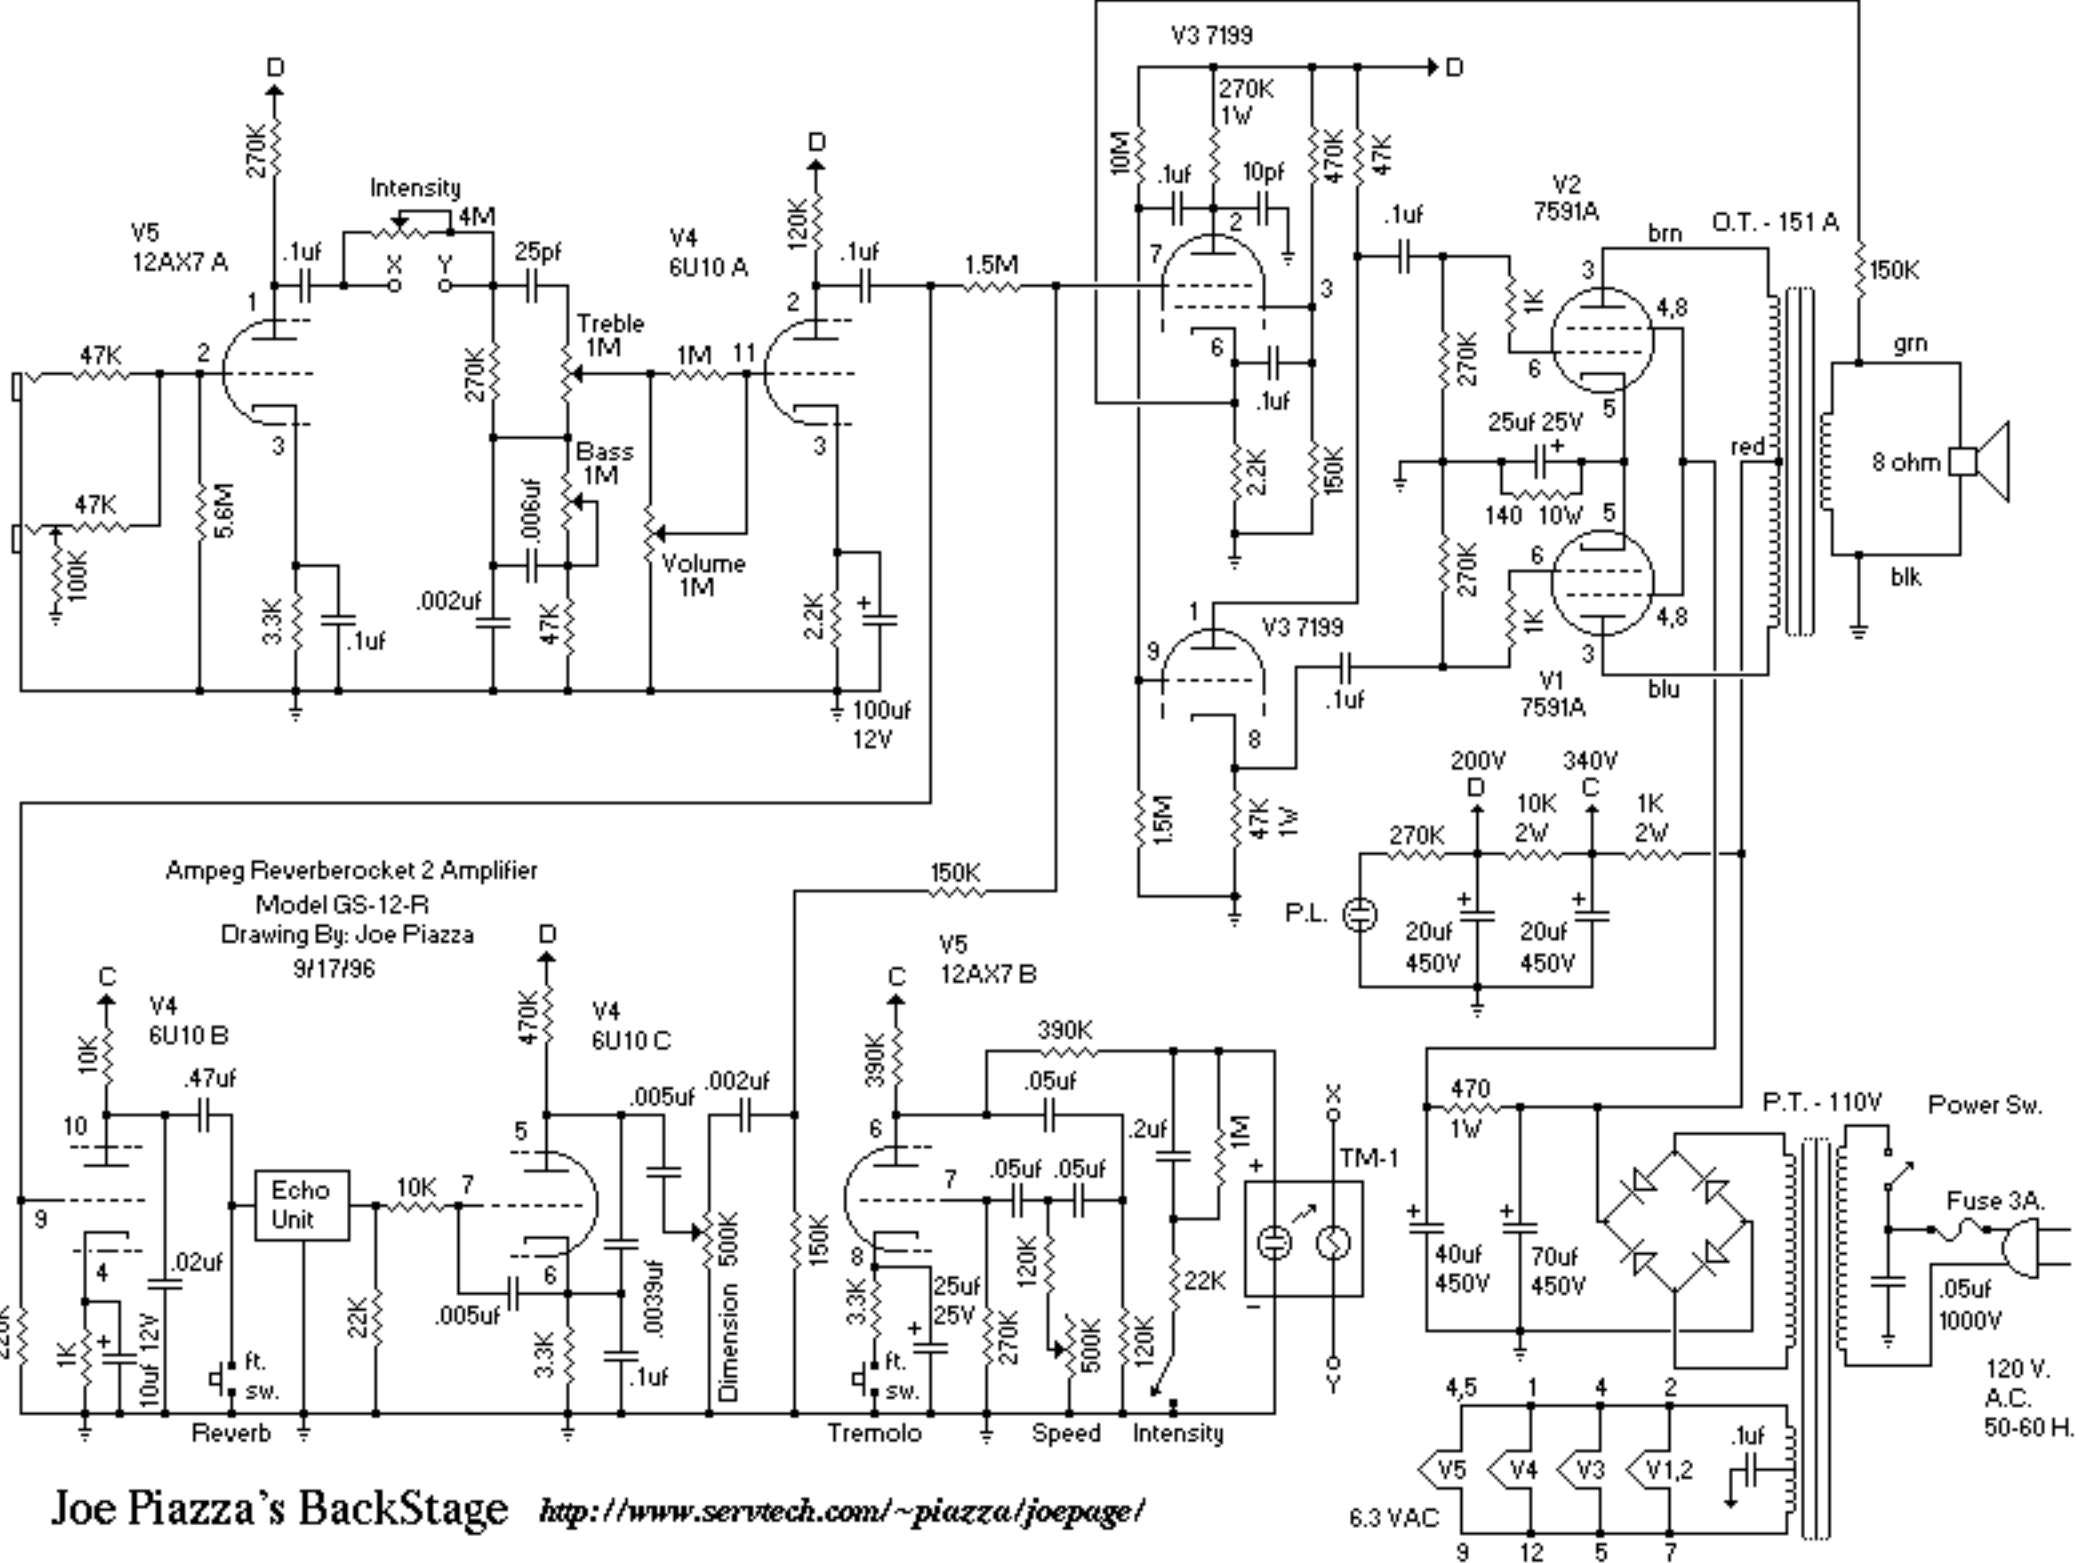 V3 7199
D
D
270K
1W
10M
470K
47K
270K
D
.1uf
10pf
V2
7591A
Intensity
4M
120K
2
7
.1uf
brn
O.T. - 151 A
V5
12AX7 A
.1uf
X
Y
25pf
V4
6U10 A
.1uf
1.5M
3
3
150K
1
2
1K
4,8
Treble
1M
6
grn
47K
2
270K
1M
11
6
270K
.1uf
5
25uf 25V
3
Bass
1M
3
2.2K
150K
red
8 ohm
47K
5.6M
.006uf
140
10W
5
100K
Volume
1M
6
270K
blk
3.3K
.1uf
.002uf
47K
2.2K
1
V3 7199
1K
4,8
9
3
.1uf
V1
7591A
blu
100uf
12V
8
200V
D
340V
C
1.5M
47K
1W
10K
2W
1K
2W
270K
Ampeg Reverberocket 2 Amplifier
Model GS-12-R
Drawing By: Joe Piazza
9/17/96
150K
P.L.
20uf
450V
20uf
450V
D
V5
12AX7 B
C
V4
6U10 B
C
10K
470K
V4
6U10 C
390K
390K
.47uf
.005uf
.002uf
.05uf
470
1W
P.T. - 110V
Power Sw.
X
10
5
6
.2uf
1M
TM-1
Echo
Unit
10K
7
7
.05uf
.05uf
Fuse 3A.
9
500K
150K
120K
4
.02uf
6
8
22K
40uf
450V
70uf
450V
.05uf
1000V
.005uf
.0039uf
3.3K
25uf
25V
270K
500K
120K
1K
10uf 12V
ft.
sw.
22K
3.3K
.1uf
Dimension
ft.
sw.
Y
120 V.
A.C.
50-60 H.
Reverb
Tremolo
Speed
Intensity
4,5
1
4
2
.1uf
V5
V4
V3
V1,2
6.3 VAC
9
12
5
7
Joe Piazza's BackStage
http://www.servtech.com/~piazza/joepage/